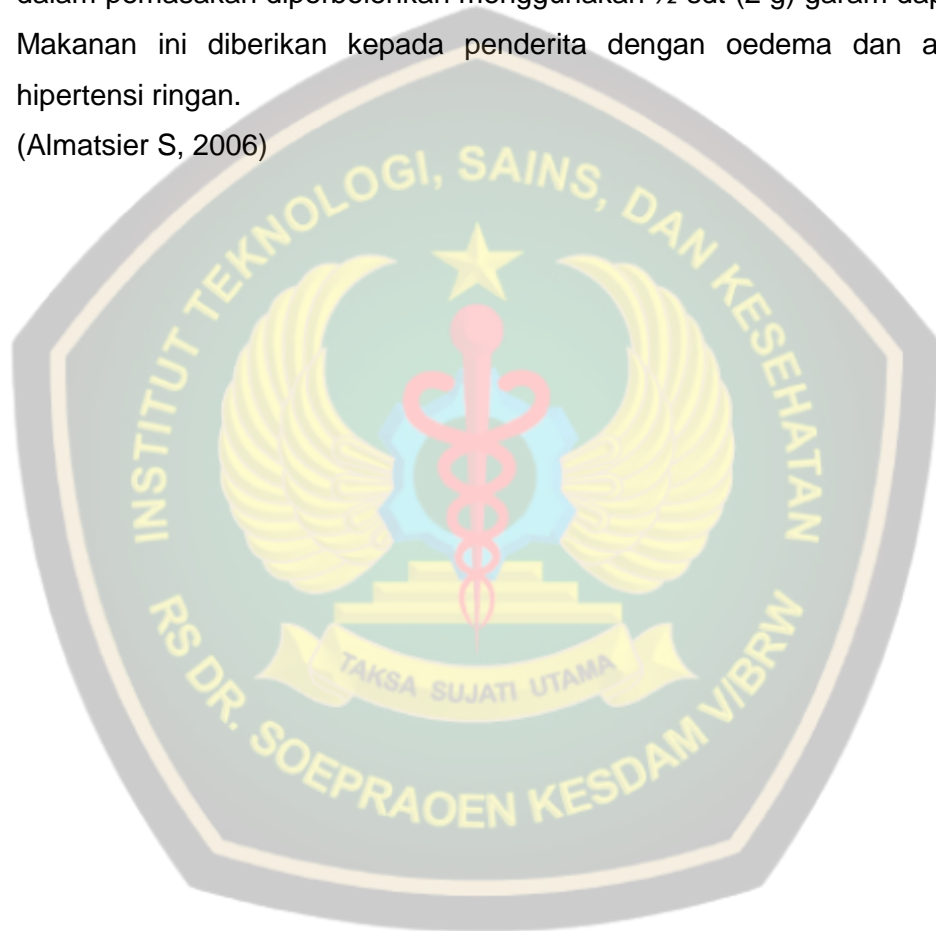 dalam pemasakan diperbolehkan menggunakan ½ sdt (2 g) garam dap
Makanan ini diberikan kepada penderita dengan oedema dan a
hipertensi ringan.
(Almatsier S, 2006)
INSTITUT TEKNOLOGI, SAINS, DAN KESEHATAN
TAKSA SUJATI UTAMA
RS DR. SOEPRAOEN KESDAM V/BRW